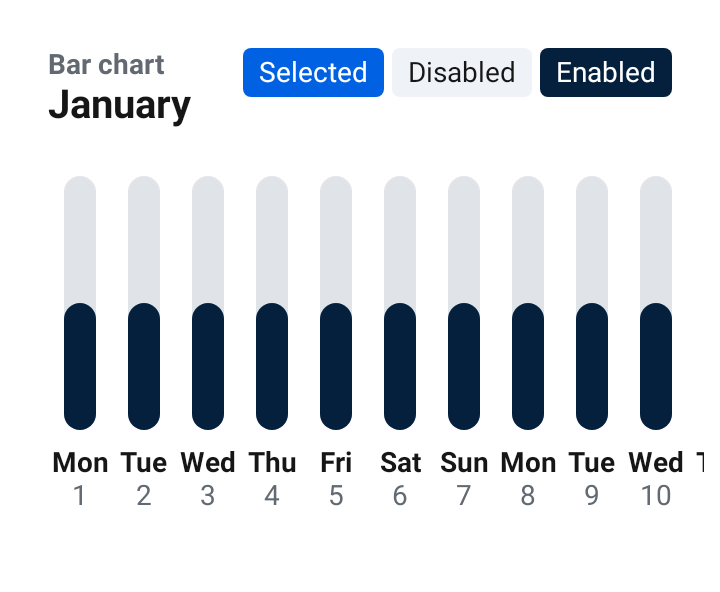 Bar chart
January
Selected Disabled Enabled
Mon Tue Wed Thu Fri Sat Sun Mon Tue Wed
1 2 3 4 5 6 7 8 9 10